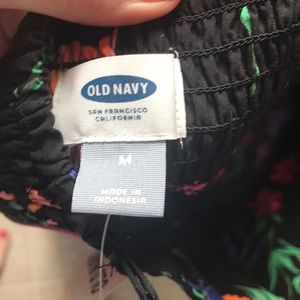 OLD NAVY
SAN FRANCISCO
CALIFORNIA
M
MADE IN
INDONESIA